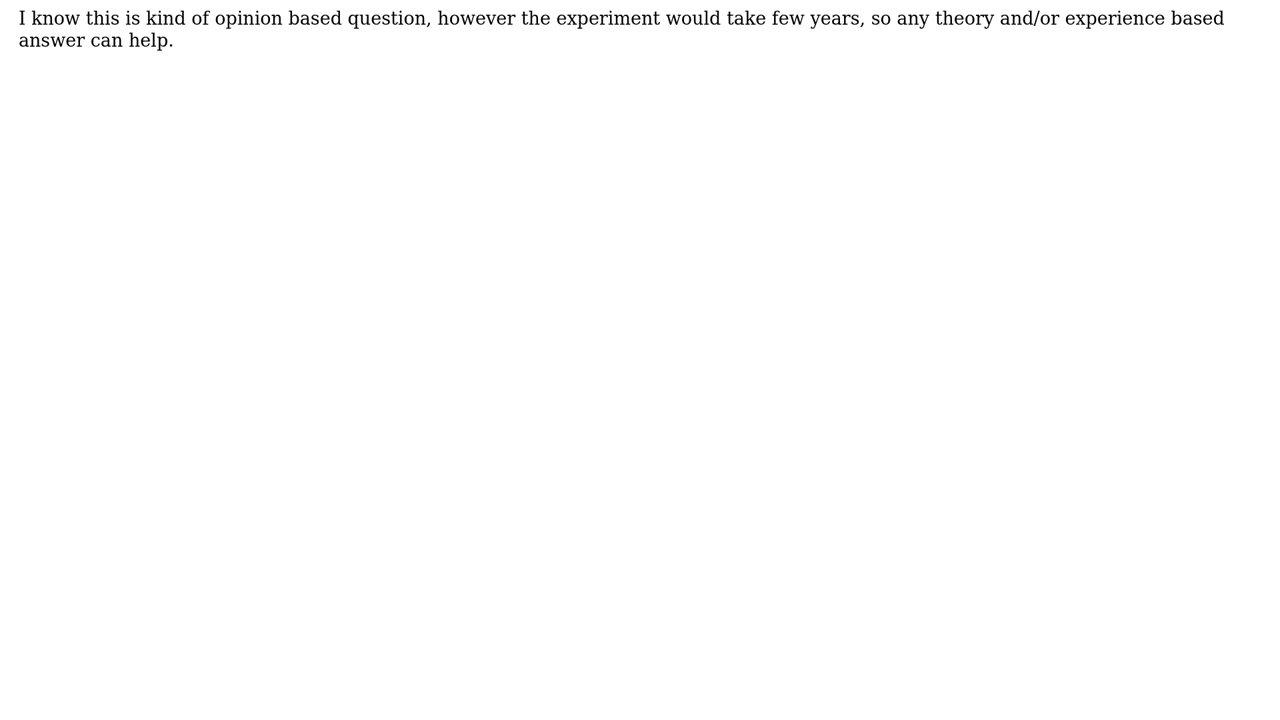 I know this is kind of opinion based question, however the experiment would take few years, so any theory and/or experience based
answer can help.